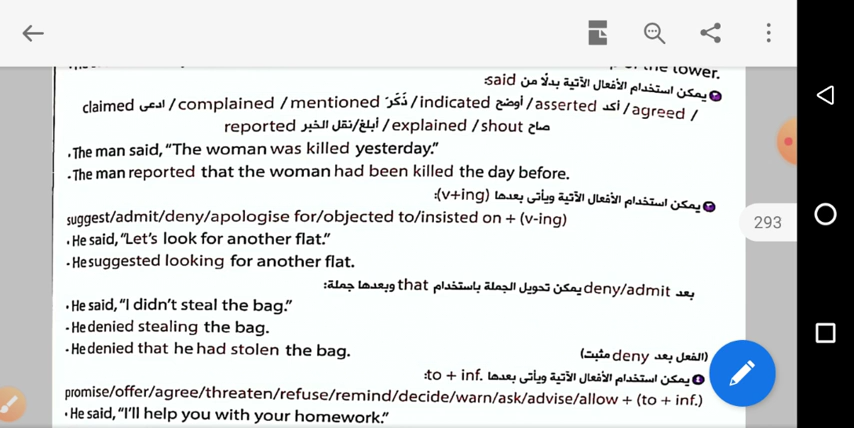 the tower.
❷ يمكن استخدام الأفعال الآتية بدلًا من said:
claimed ادعى / complained / mentioned ذَكَرَ / indicated أوضح / asserted أكد / agreed /
reported أبلغ/نقل الخبر / explained / shout صاح
• The man said, “The woman was killed yesterday.”
- The man reported that the woman had been killed the day before.
❸ يمكن استخدام الأفعال الآتية ويأتى بعدها (v+ing):
suggest/admit/deny/apologise for/objected to/insisted on + (v-ing)
• He said, “Let’s look for another flat.”
- He suggested looking for another flat.
بعد deny/admit يمكن تحويل الجملة باستخدام that وبعدها جملة:
• He said, “I didn’t steal the bag.”
- He denied stealing the bag.
- He denied that he had stolen the bag.
(الفعل بعد deny مثبت)
❹ يمكن استخدام الأفعال الآتية ويأتى بعدها to + inf.:
promise/offer/agree/threaten/refuse/remind/decide/warn/ask/advise/allow + (to + inf.)
• He said, “I’ll help you with your homework.”
293